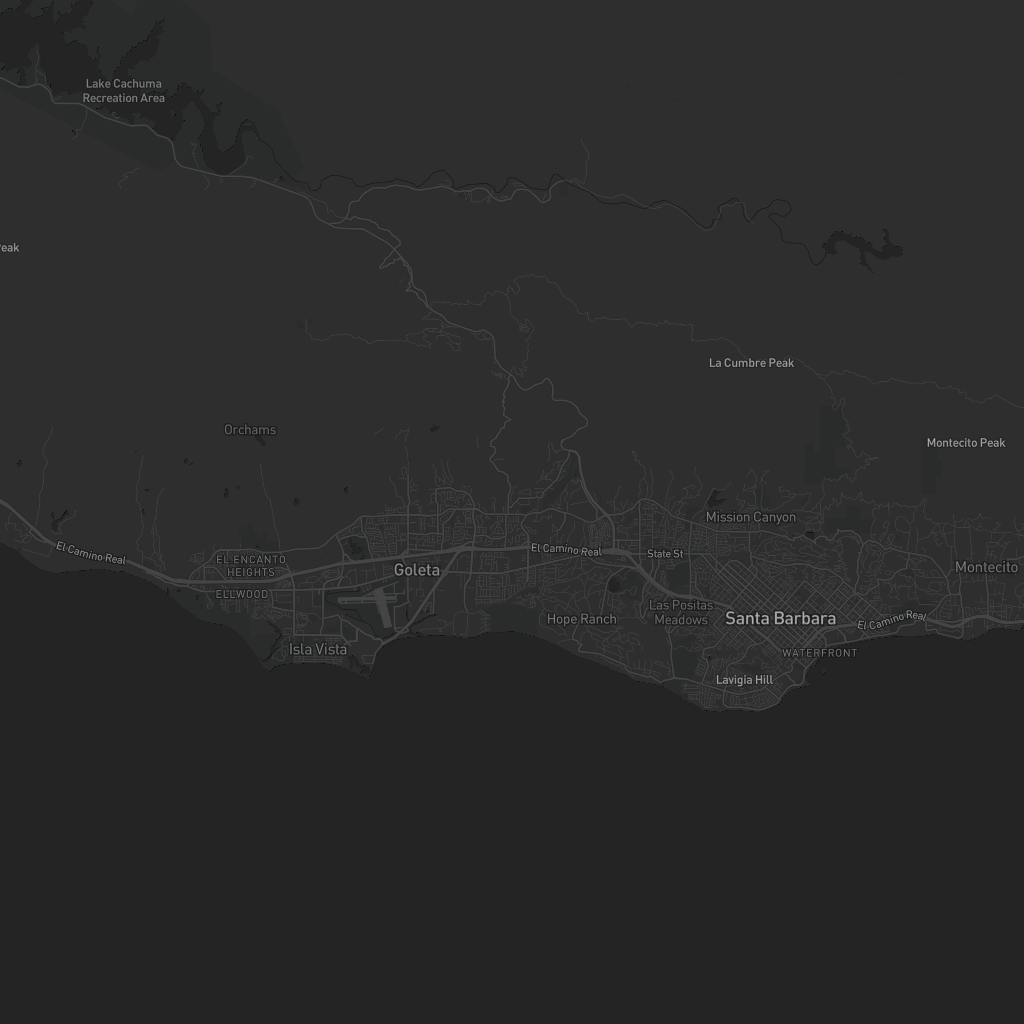 Lake Cachuma
Recreation Area
Peak
La Cumbre Peak
Orchams
Montecito Peak
Mission Canyon
El Camino Real
El Camino Real
State St
EL ENCANTO
HEIGHTS
Goleta
Montecito
ELLWOOD
Las Positas
Meadows
Hope Ranch
Santa Barbara
El Camino Real
Isla Vista
WATERFRONT
Lavigia Hill